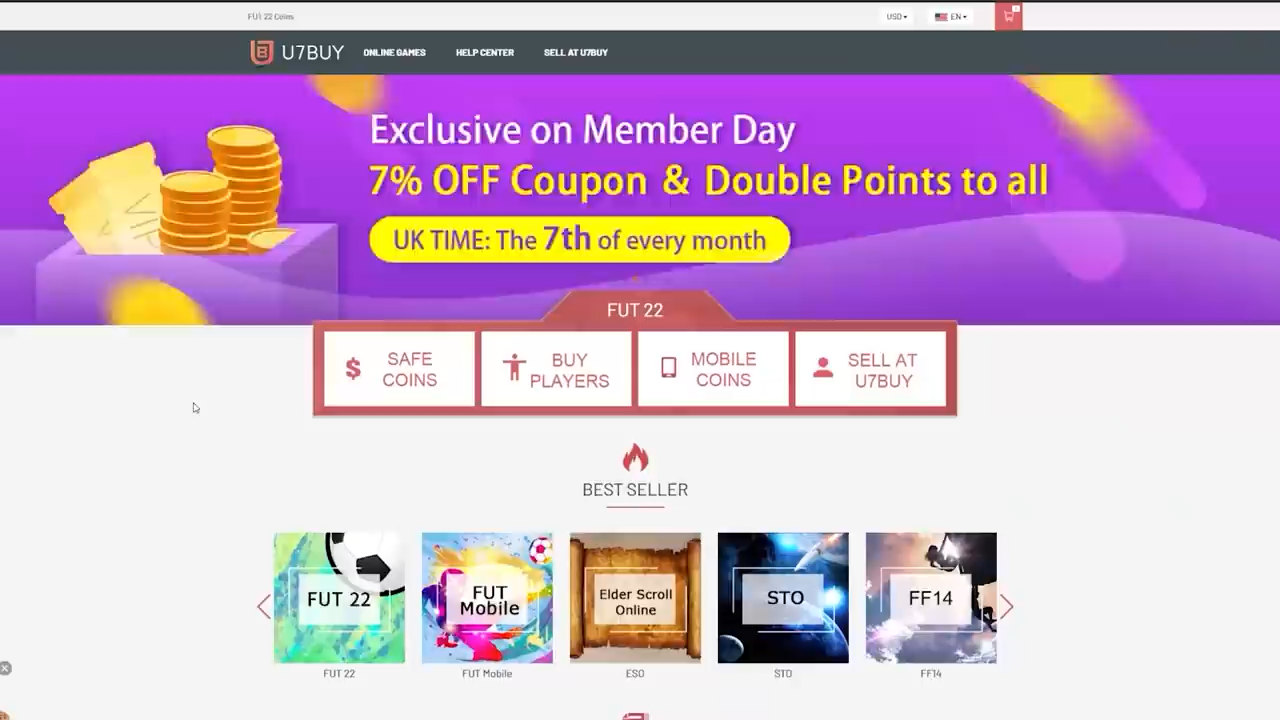 FUT 22 Coins
USD
EN
U7BUY
ONLINE GAMES
HELP CENTER
SELL AT U7BUY
Exclusive on Member Day
7% OFF Coupon & Double Points to all
UK TIME: The 7th of every month
FUT 22
SAFE
COINS
BUY
PLAYERS
MOBILE
COINS
SELL AT
U7BUY
BEST SELLER
FUT 22
FUT
Mobile
Elder Scroll
Online
STO
FF14
FUT 22
FUT Mobile
ESO
STO
FF14